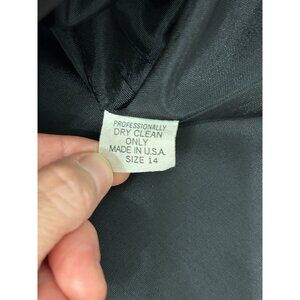 PROFESSIONALLY
DRY CLEAN
ONLY
MADE IN U.S.A.
SIZE 14